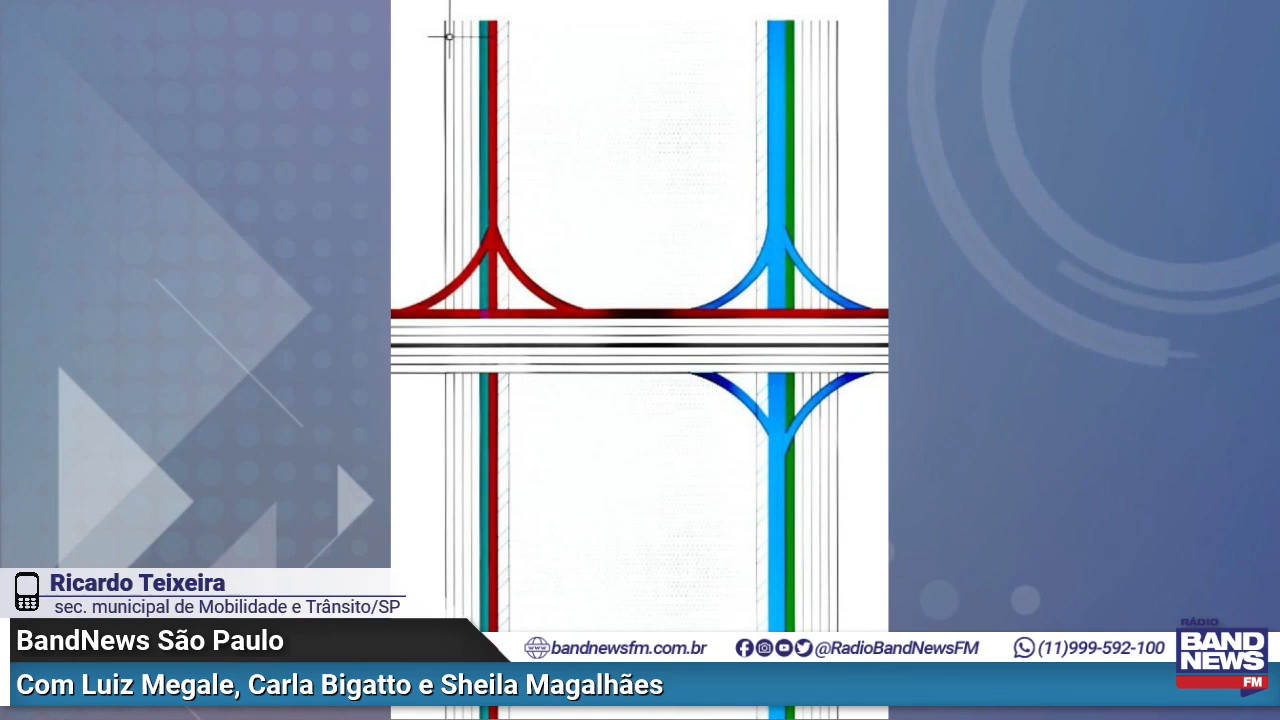 Ricardo Teixeira
sec. municipal de Mobilidade e Trânsito/SP
BandNews São Paulo
bandnewsfm.com.br
@RadioBandNewsFM
(11)999-592-100
Com Luiz Megale, Carla Bigatto e Sheila Magalhães
RÁDIO
BAND
NEWS
FM